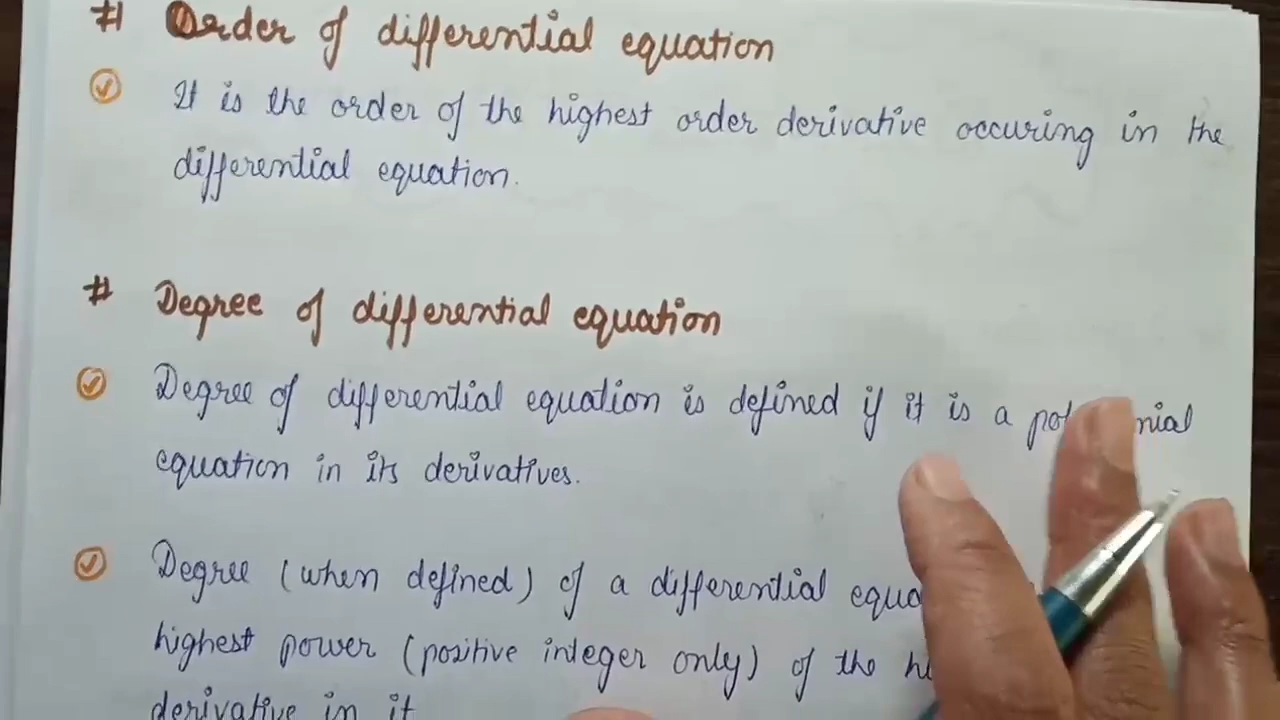 # Order of differential equation
It is the order of the highest order derivative occuring in the
differential equation.
# Degree of differential equation
Degree of differential equation is defined if it is a
equation in its derivatives.
Degree (when defined) of a differential
highest power (positive integer only) of the
derivative in it